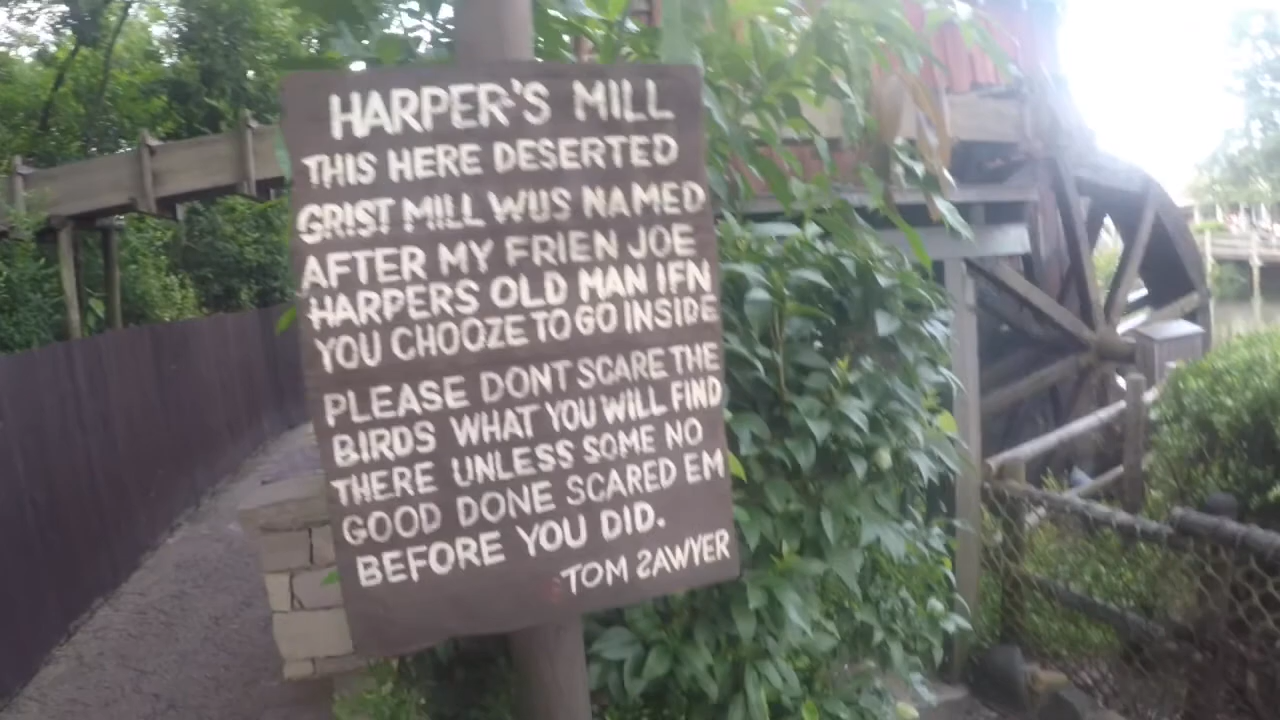 HARPER'S MILL
THIS HERE DESERTED
GRIST MILL WUS NAMED
AFTER MY FRIEN JOE
HARPERS OLD MAN IFN
YOU CHOOZE TO GO INSIDE
PLEASE DONT SCARE THE
BIRDS WHAT YOU WILL FIND
THERE UNLESS SOME NO
GOOD DONE SCARED EM
BEFORE YOU DID.
TOM SAWYER